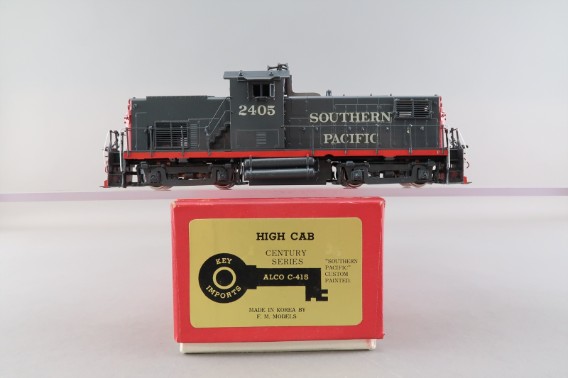 2405
SOUTHERN
PACIFIC
HIGH CAB
CENTURY
SERIES
KEY
IMPORTS
ALCO C-415
"SOUTHERN
PACIFIC"
CUSTOM
PAINTED
MADE IN KOREA BY
F. M. MODELS